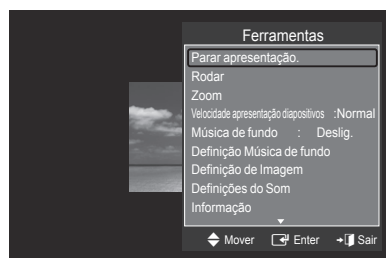 Ferramentas
Parar apresentação.
Rodar
Zoom
Velocidade apresentação diapositivos :Normal
Música de fundo : Deslig.
Definição Música de fundo
Definição de Imagem
Definições do Som
Informação
Mover Enter Sair